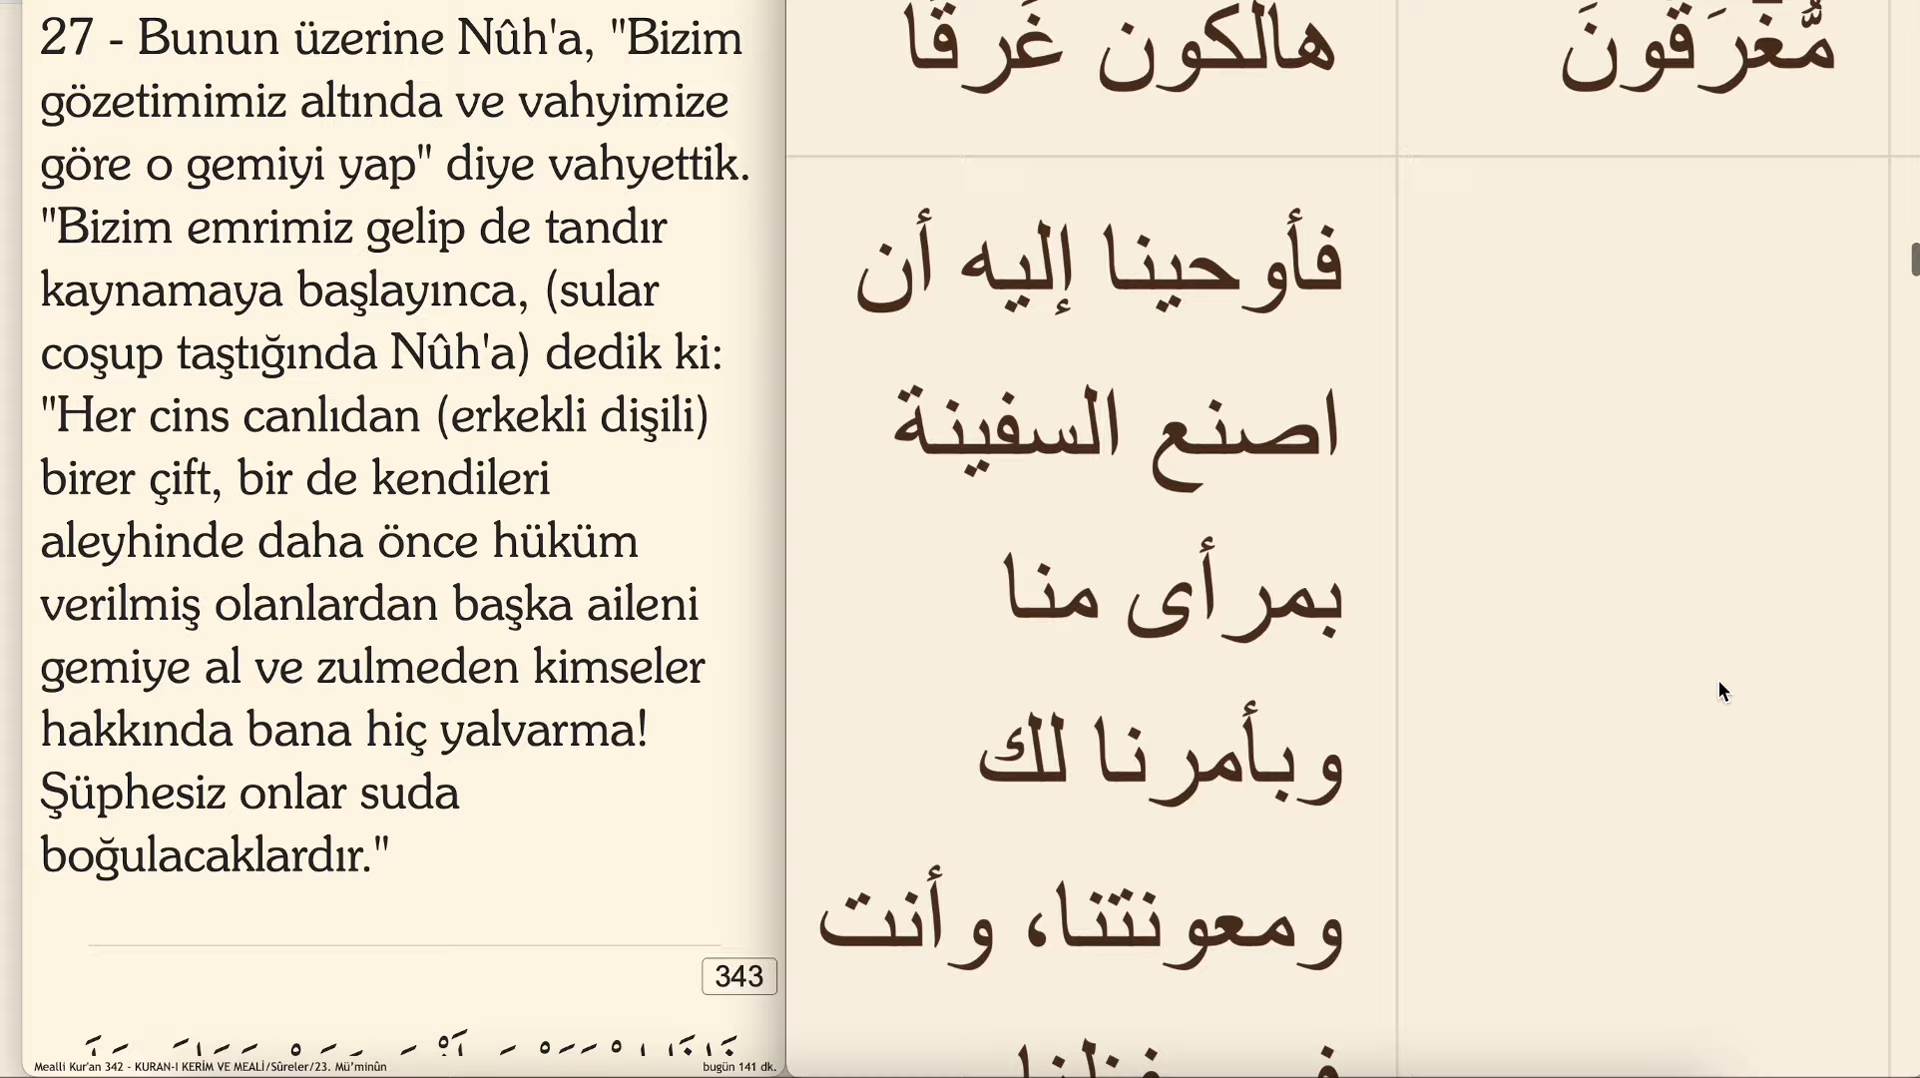 27 - Bunun üzerine Nûh'a, "Bizim
gözetimimiz altında ve vahyimize
göre o gemiyi yap" diye vahyettik.
"Bizim emrimiz gelip de tandır
kaynamaya başlayınca, (sular
coşup taştığında Nûh'a) dedik ki:
"Her cins canlıdan (erkekli dişili)
birer çift, bir de kendileri
aleyhinde daha önce hüküm
verilmiş olanlardan başka aileni
gemiye al ve zulmeden kimseler
hakkında bana hiç yalvarma!
Şüphesiz onlar suda
boğulacaklardır."
343
Mealli Kur'an 342 - KURAN-I KERİM VE MEALİ/Sûreler/23. Mü'minûn
bugün 141 dk.
مُّغْرَقُونَ
هالكون غَرقًا
فأوحينا إليه أن
اصنع السفينة
بمرأى منا
وبأمرنا لك
ومعونتنا، وأنت